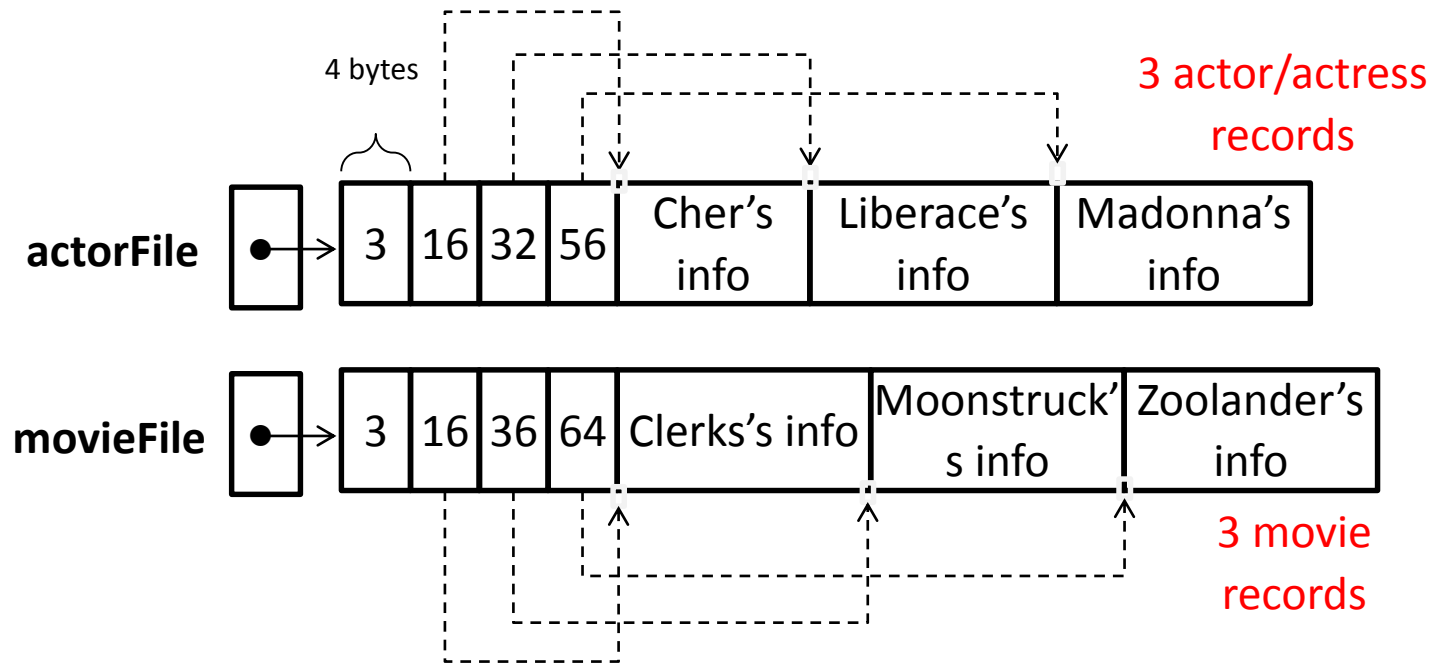 4 bytes
3 actor/actress
records
actorFile
3 16 32 56
Cher’s
info
Liberace’s
info
Madonna’s
info
movieFile
3 16 36 64
Clerks’s info
Moonstruck’
s info
Zoolander’s
info
3 movie
records